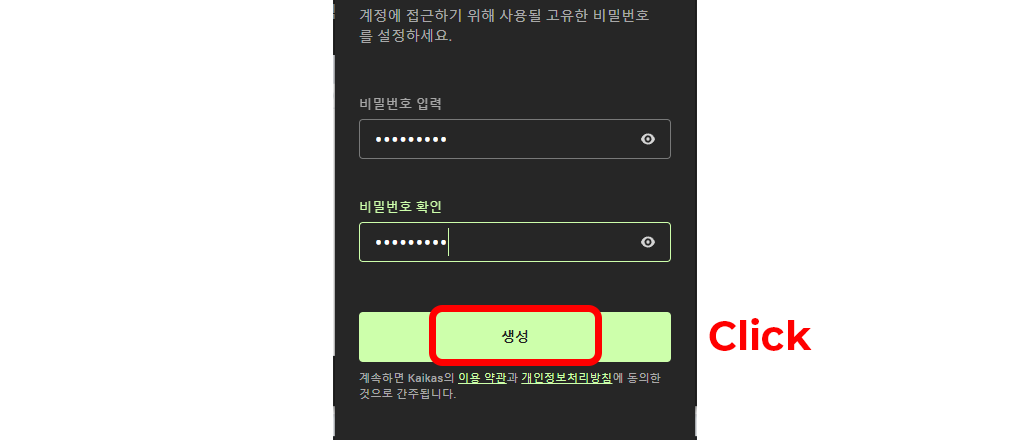 계정에 접근하기 위해 사용될 고유한 비밀번호
를 설정하세요.
비밀번호 입력
•••••••••
비밀번호 확인
•••••••••
생성
Click
계속하면 Kaikas의 이용 약관과 개인정보처리방침에 동의한
것으로 간주됩니다.